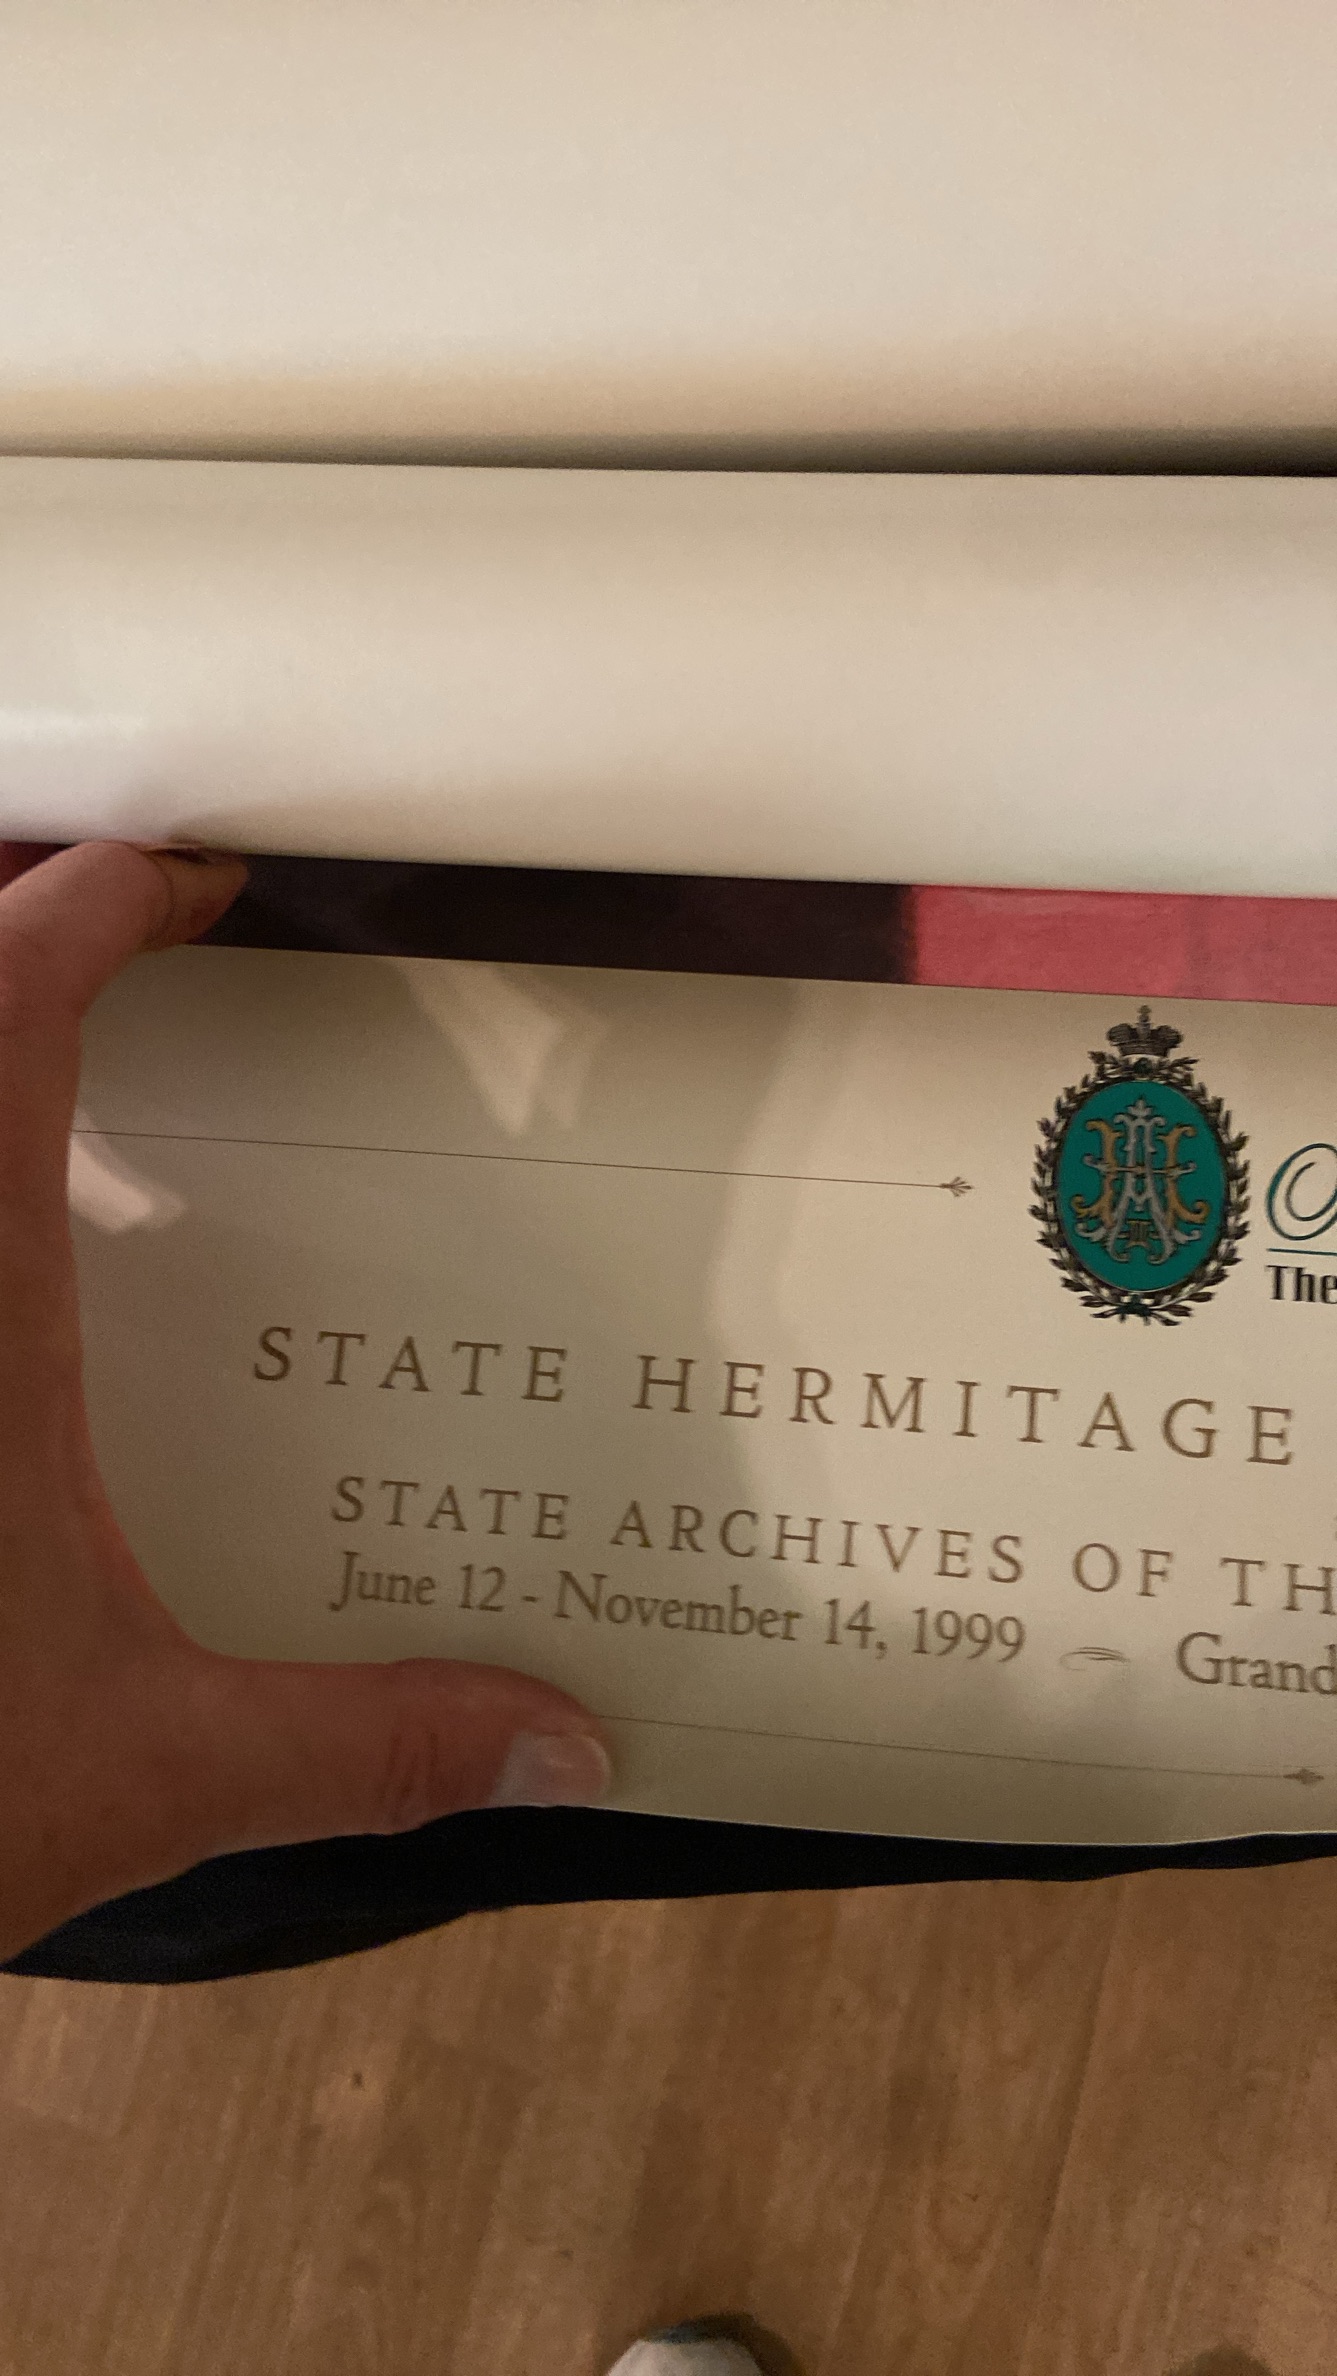 The
STATE HERMITAGE
STATE ARCHIVES OF TH
June 12 - November 14, 1999 Grand